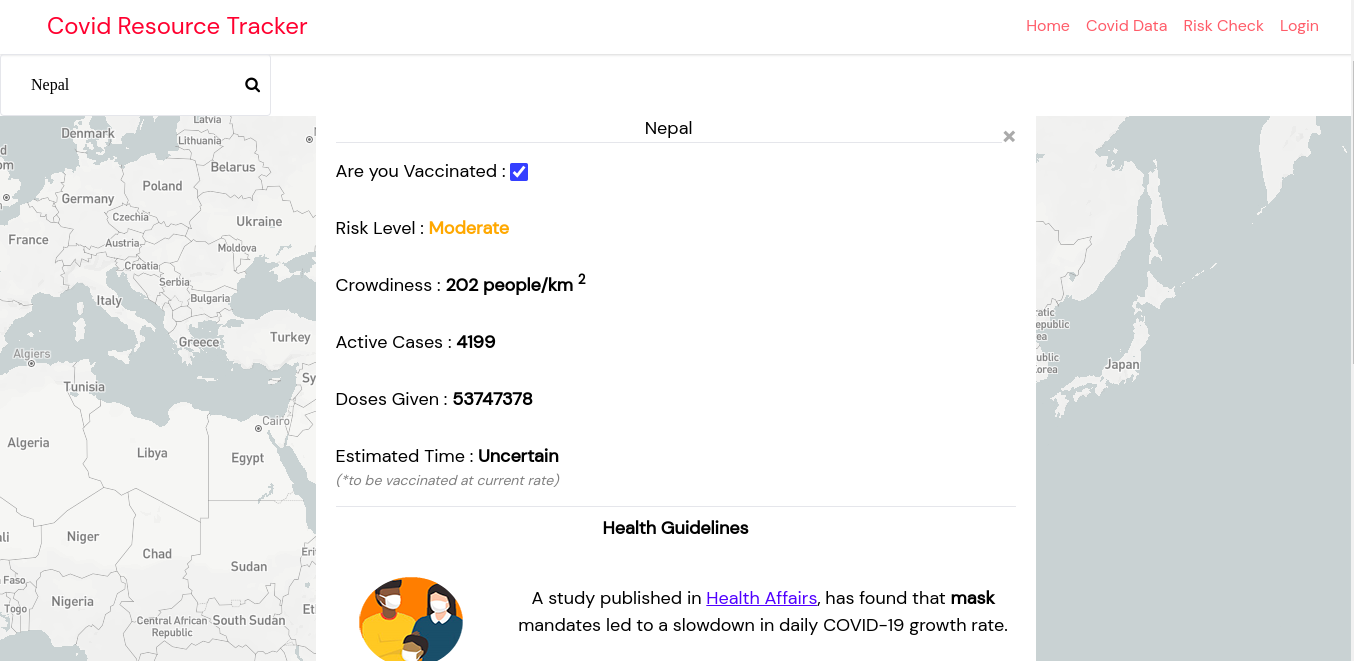 Covid Resource Tracker
Home Covid Data Risk Check Login
Nepal
Nepal
×
Are you Vaccinated :
Risk Level : Moderate
Crowdiness : 202 people/km 2
Active Cases : 4199
Doses Given : 53747378
Estimated Time : Uncertain
(*to be vaccinated at current rate)
Health Guidelines
A study published in Health Affairs, has found that mask
mandates led to a slowdown in daily COVID-19 growth rate.
Latvia
Denmark
Lithuania
Belarus
Poland
Germany
Czechia
Ukraine
France
Austria
Moldova
Croatia
Serbia
Bulgaria
Italy
Turkey
Greece
Algiers
Sy
Tunisia
Cairo
Algeria
Libya
Egypt
Niger
Chad
Eri
Sudan
Faso
Nigeria
Togo
Et
Central African
Republic
South Sudan
ratic
epublic
ea
ublic
orea
Japan